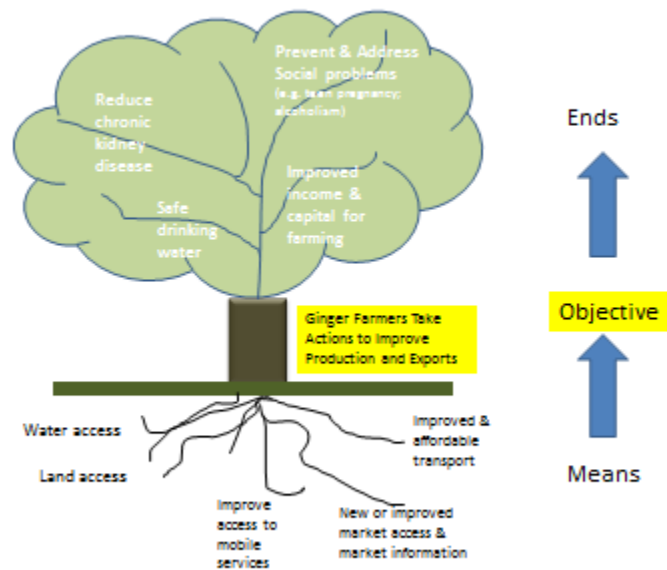 Prevent & Address
Social problems
(e.g. teen pregnancy;
alcoholism)
Reduce
chronic
kidney
disease
Improved
income &
capital for
farming
Safe
drinking
water
Ends
Objective
Means
Ginger Farmers Take
Actions to Improve
Production and Exports
Water access
Land access
Improve
access to
mobile
services
New or improved
market access &
market information
Improved &
affordable
transport